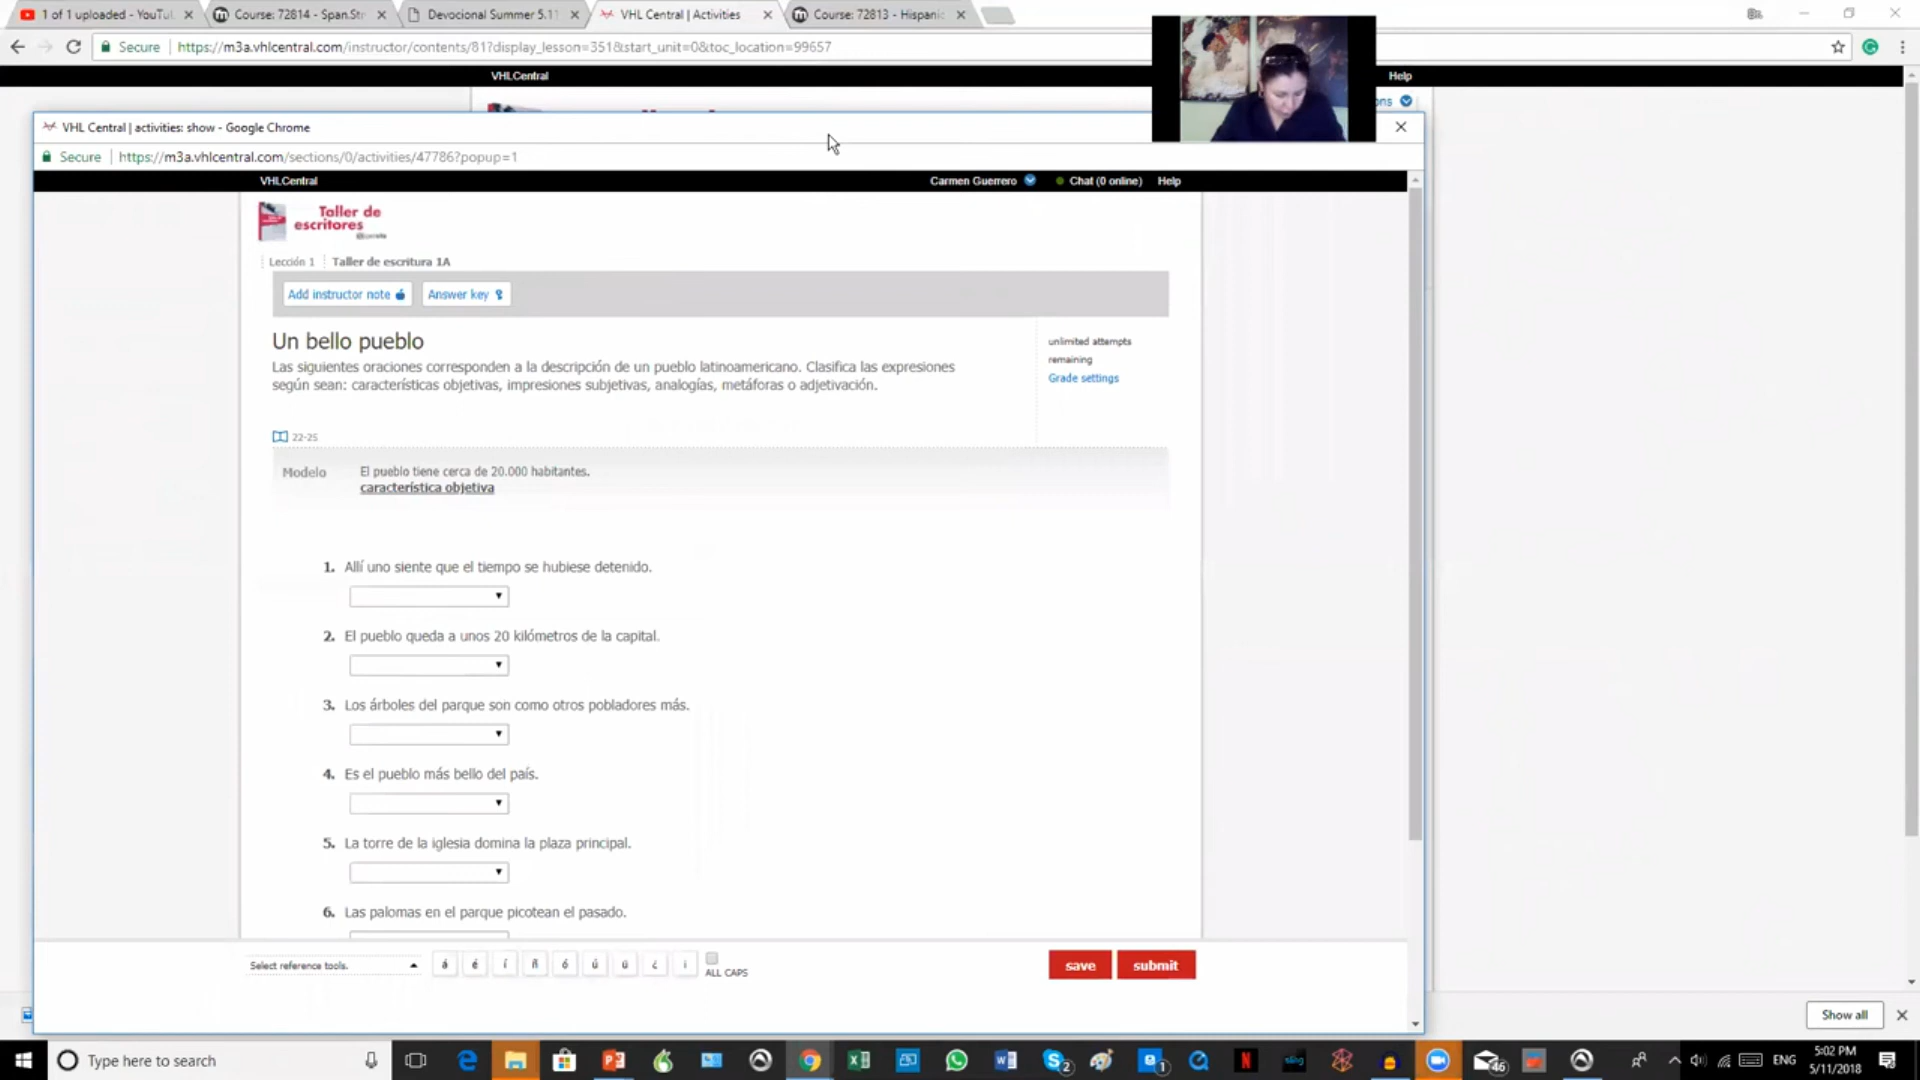 1 of 1 uploaded - YouTu
Course: 72814 - Span.Str
Devocional Summer 5.1
VHL Central | Activities
Course: 72813 - Hispanic
Secure
https://m3a.vhlcentral.com/instructor/contents/81?display_lesson=351&start_unit=0&toc_location=99657
VHLCentral
Help
VHL Central | activities: show - Google Chrome
Secure
https://m3a.vhlcentral.com/sections/0/activities/47786?popup=1
VHLCentral
Carmen Guerrero
Chat (0 online)
Help
Taller de
escritores
Lección 1
Taller de escritura 1A
Add instructor note
Answer key
Un bello pueblo
Las siguientes oraciones corresponden a la descripción de un pueblo latinoamericano. Clasifica las expresiones
según sean: características objetivas, impresiones subjetivas, analogías, metáforas o adjetivación.
unlimited attempts
remaining
Grade settings
22-25
Modelo
El pueblo tiene cerca de 20.000 habitantes.
característica objetiva
1. Allí uno siente que el tiempo se hubiese detenido.
2. El pueblo queda a unos 20 kilómetros de la capital.
3. Los árboles del parque son como otros pobladores más.
4. Es el pueblo más bello del país.
5. La torre de la iglesia domina la plaza principal.
6. Las palomas en el parque picotean el pasado.
Select reference tools.
á é í ñ ó ú ü ¿ ¡
ALL CAPS
save
submit
Show all
Type here to search
ENG
5:02 PM
5/11/2018